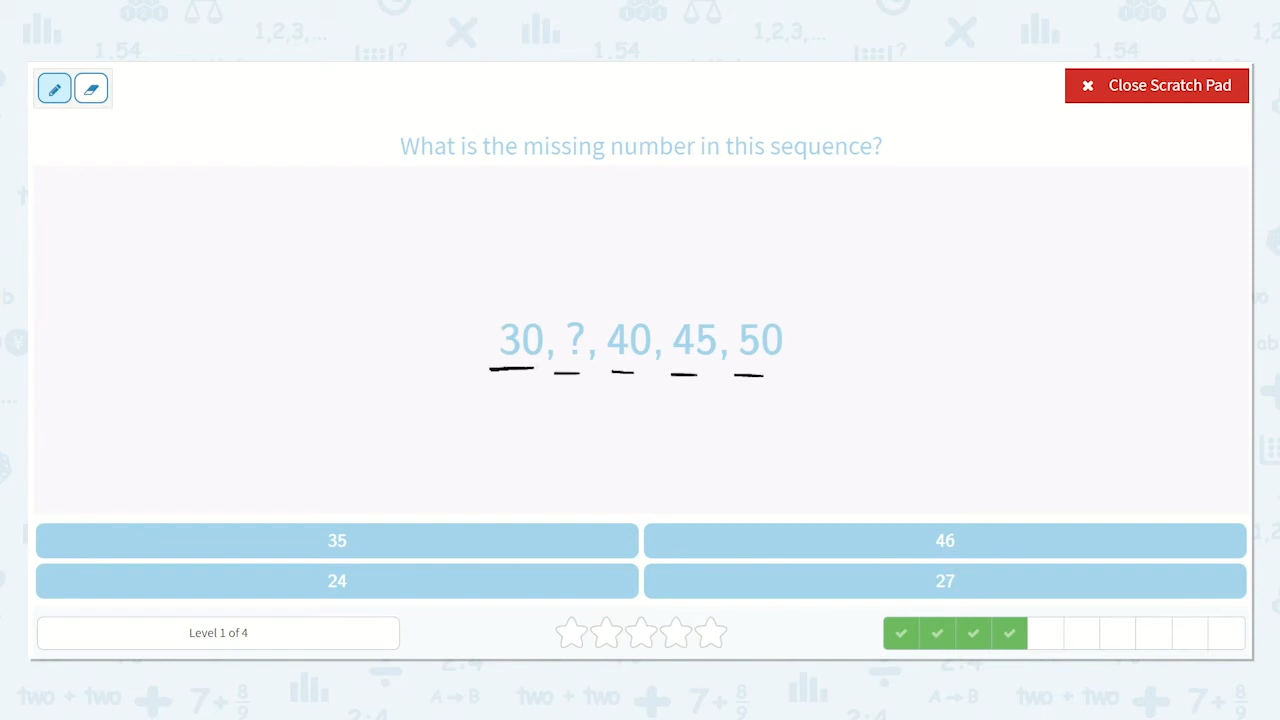 Close Scratch Pad
What is the missing number in this sequence?
30, ?, 40, 45, 50
35
46
24
27
Level 1 of 4